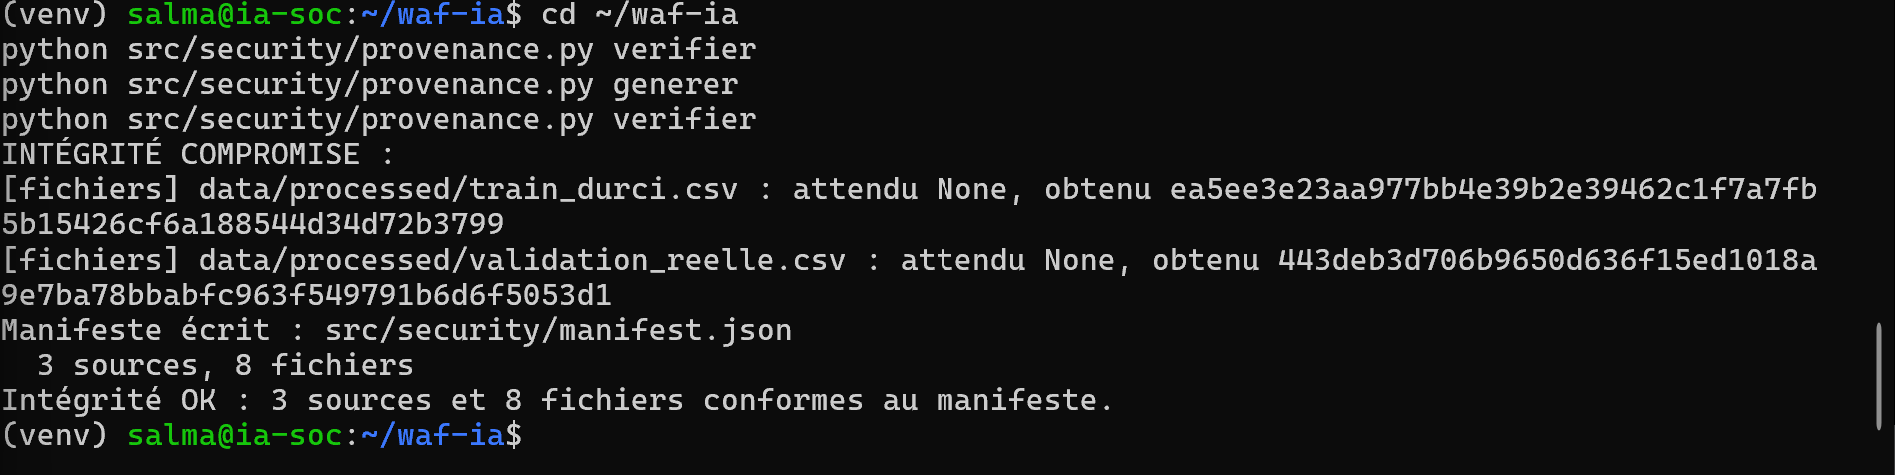 (venv) salma@ia-soc:~/waf-ia$ cd ~/waf-ia
python src/security/provenance.py verifier
python src/security/provenance.py generer
python src/security/provenance.py verifier
INTÉGRITÉ COMPROMISE :
[fichiers] data/processed/train_durci.csv : attendu None, obtenu ea5ee3e23aa977bb4e39b2e39462c1f7a7fb
5b15426cf6a188544d34d72b3799
[fichiers] data/processed/validation_reelle.csv : attendu None, obtenu 443deb3d706b9650d636f15ed1018a
9e7ba78bbabfc963f549791b6d6f5053d1
Manifeste écrit : src/security/manifest.json
  3 sources, 8 fichiers
Intégrité OK : 3 sources et 8 fichiers conformes au manifeste.
(venv) salma@ia-soc:~/waf-ia$